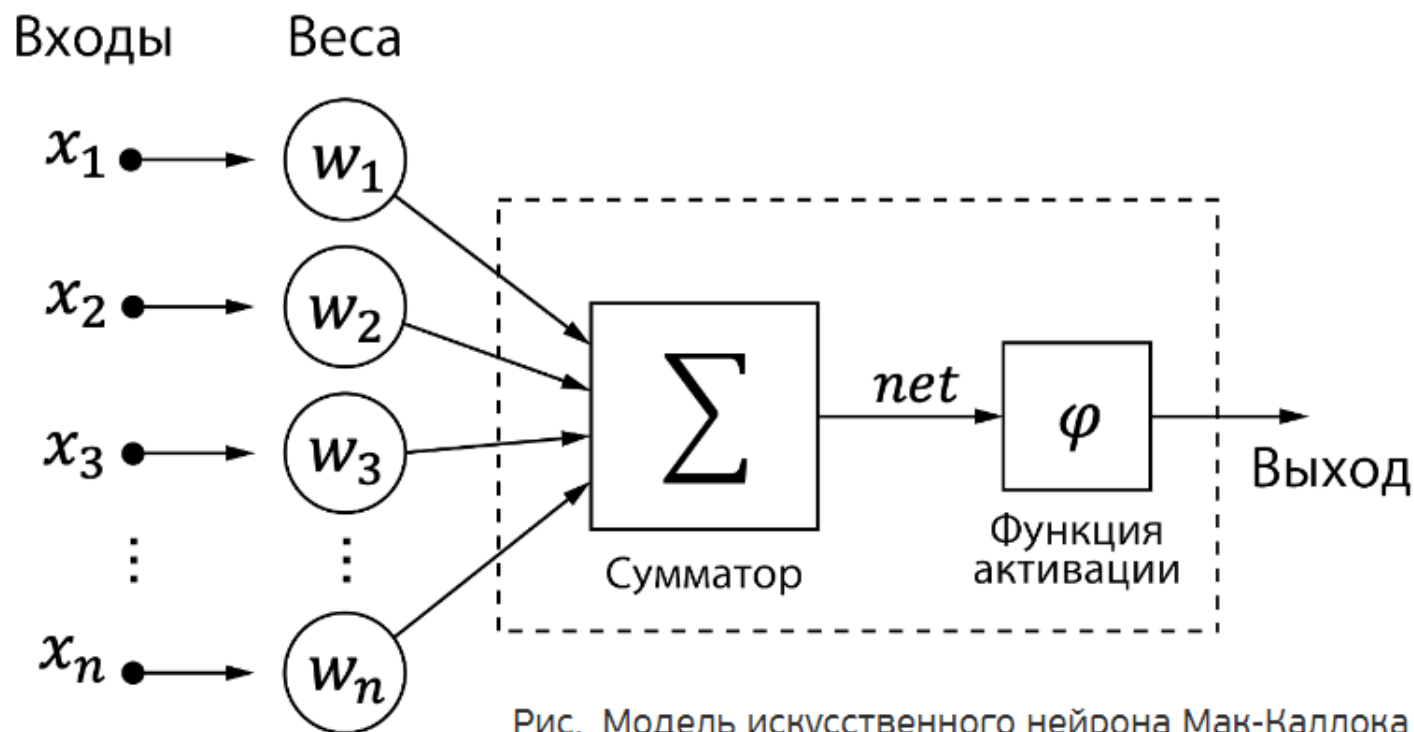 Входы Веса
x₁ w₁
x₂ w₂
x₃ w₃
⋮ ⋮
xₙ wₙ
∑
Сумматор
net
φ
Функция
активации
Выход
Рис. Модель искусственного нейрона Мак-Каллока